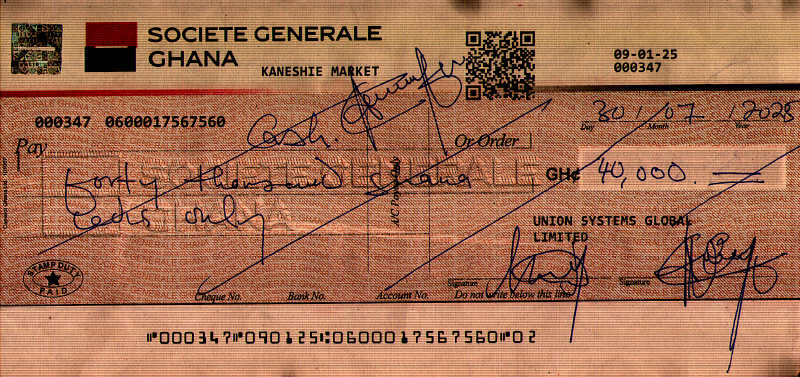 SOCIETE GENERALE
GHANA
KANESHIE MARKET
09-01-25
000347
30 / 07 / 2025
Day Month Year
000347 0600017567560
Cash.
Pay Or Order
SOCIETE GENERALE
forty thousand Ghana GH¢ 40,000.
cedis only
A/C Payee Only
UNION SYSTEMS GLOBAL
LIMITED
STAMP DUTY
PAID
Signature Signature
Cheque No. Bank No. Account No. Do not write below this line
⑈000347⑈090125⑆0600017567560⑈02